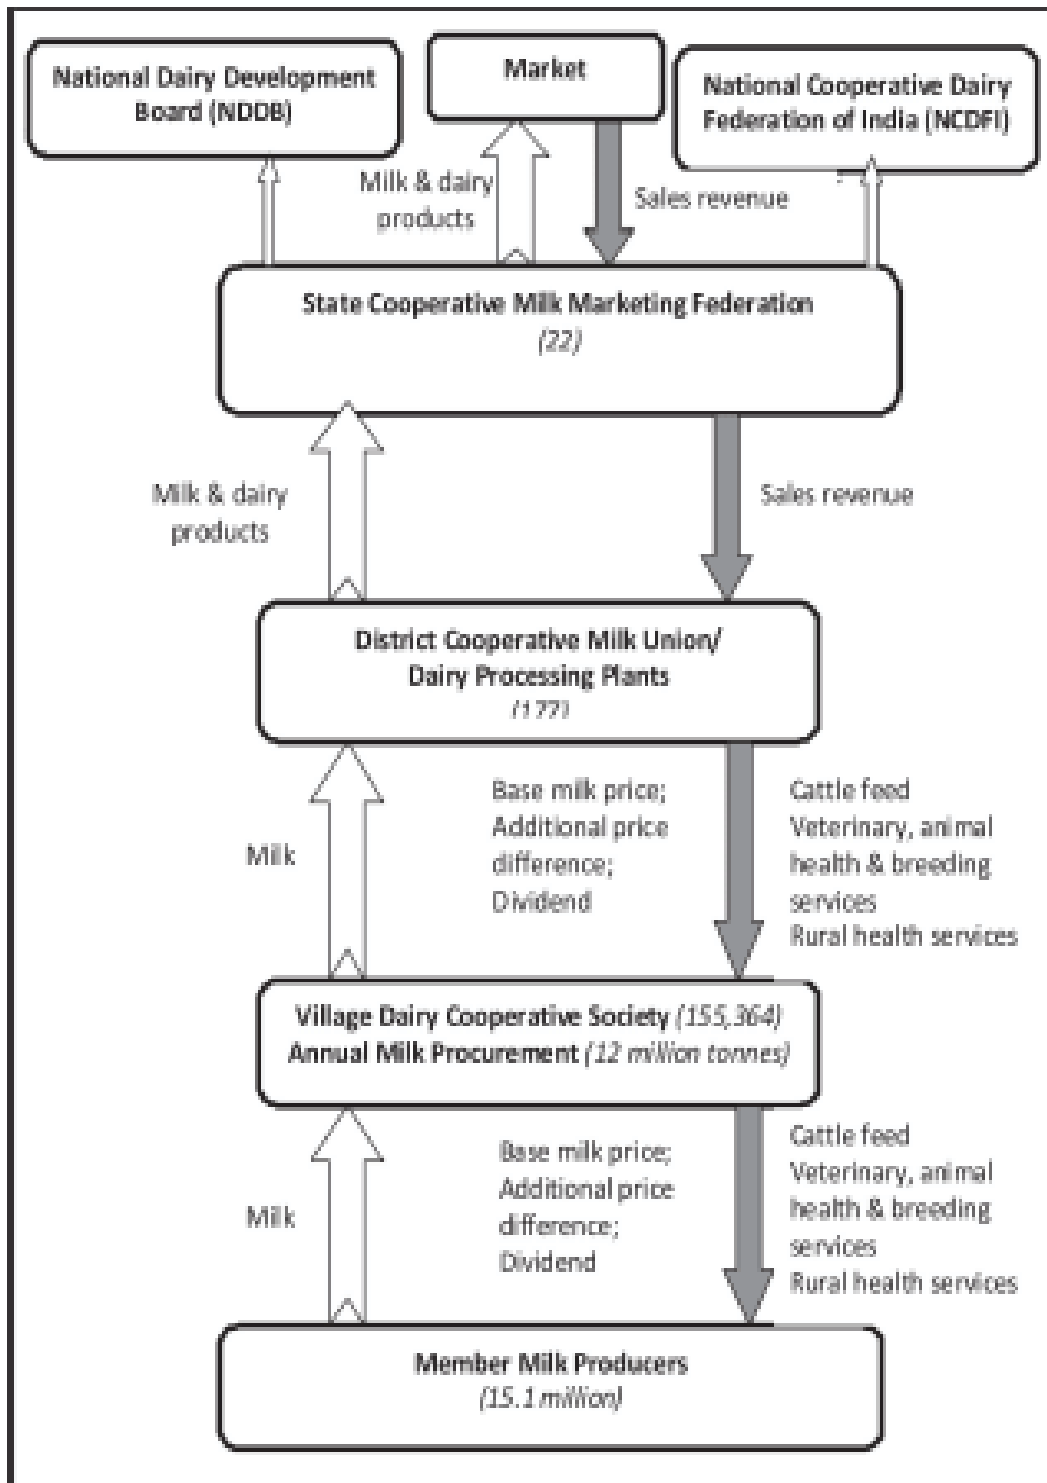 National Dairy Development
Board (NDDB)
Market
National Cooperative Dairy
Federation of India (NCDFI)
Milk & dairy
products
Sales revenue
State Cooperative Milk Marketing Federation
(22)
Milk & dairy
products
Sales revenue
District Cooperative Milk Union/
Dairy Processing Plants
(177)
Base milk price;
Additional price
difference;
Dividend
Cattle feed
Veterinary, animal
health & breeding
services
Rural health services
Milk
Village Dairy Cooperative Society (155,364)
Annual Milk Procurement (12 million tonnes)
Base milk price;
Additional price
difference;
Dividend
Cattle feed
Veterinary, animal
health & breeding
services
Rural health services
Milk
Member Milk Producers
(15.1 million)